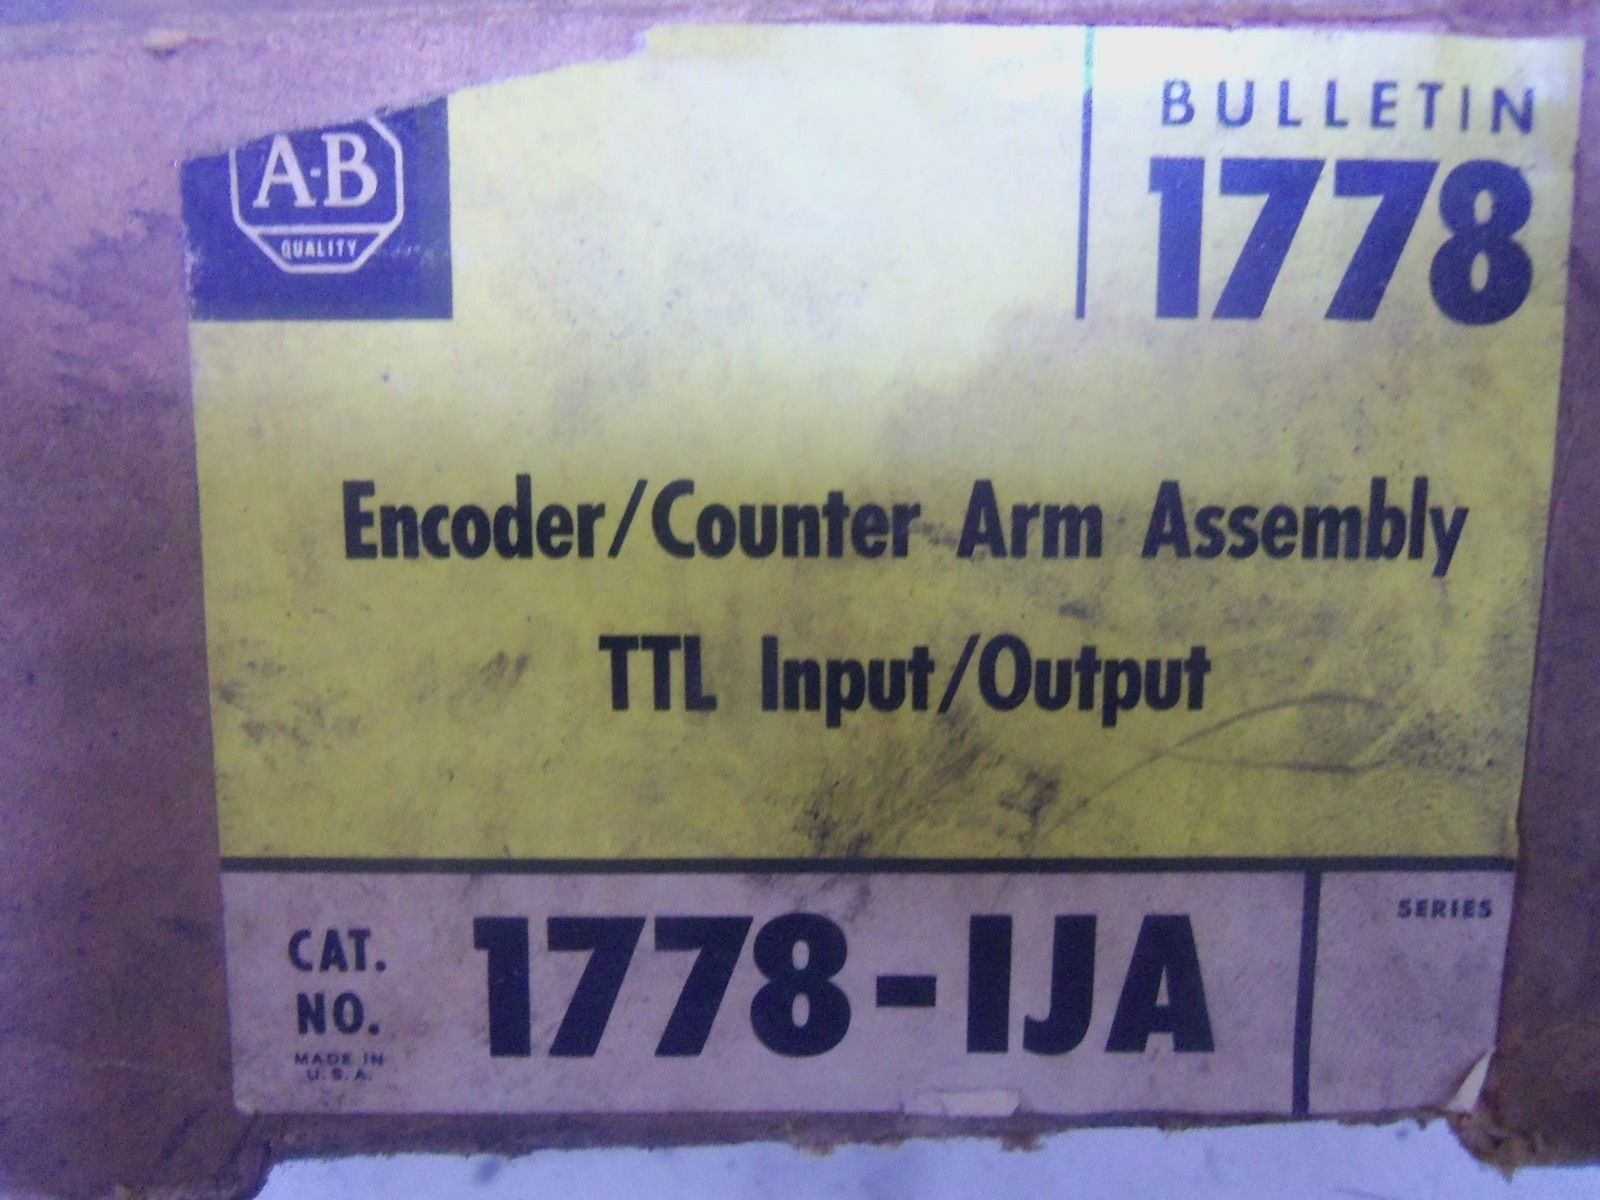 A-B
QUALITY
BULLETIN
1778
Encoder/Counter Arm Assembly
TTL Input/Output
CAT.
NO.
1778-IJA
MADE IN
U.S.A.
SERIES